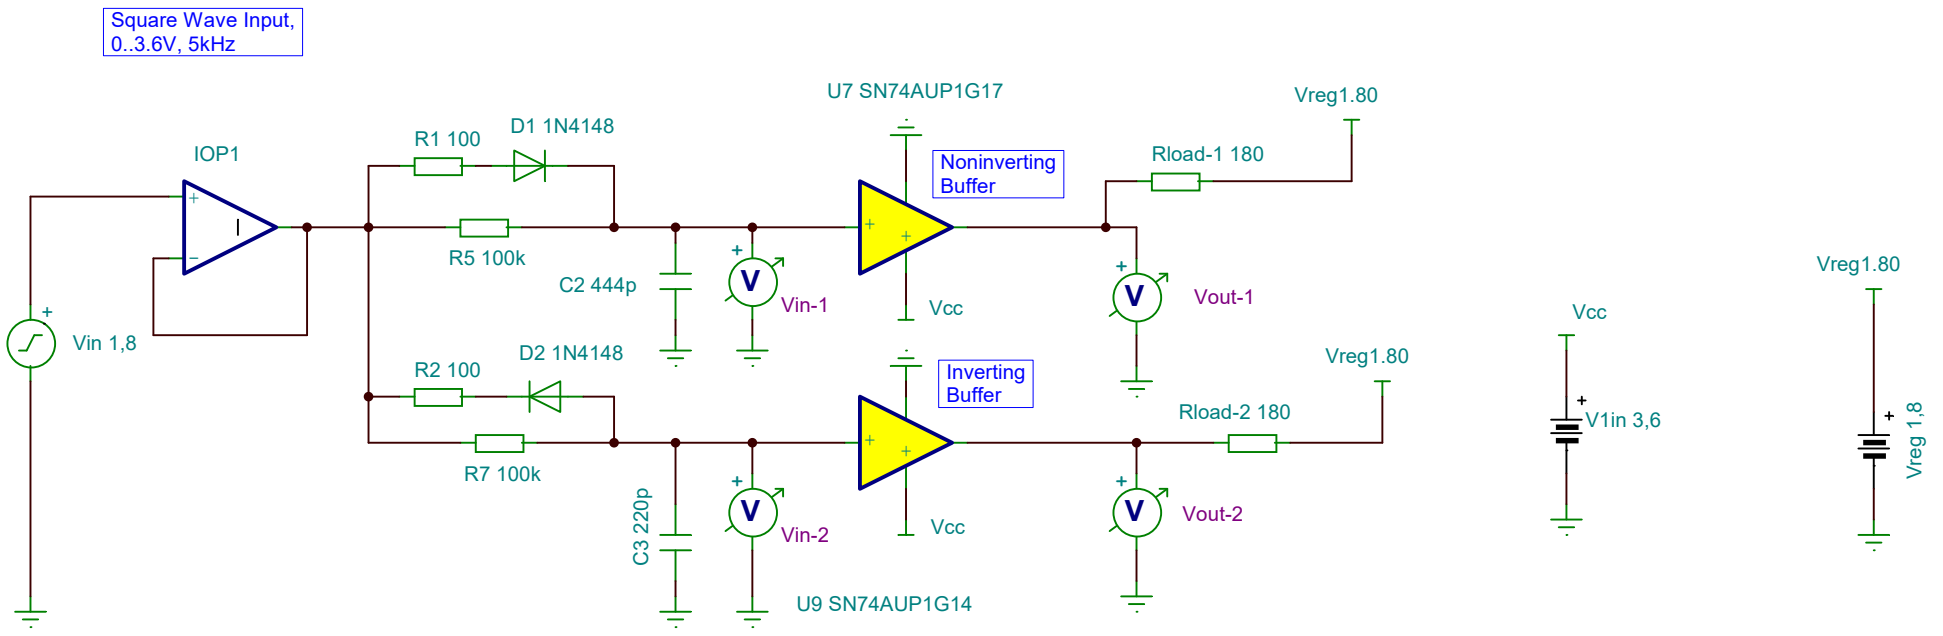 Square Wave Input,
0..3.6V, 5kHz
U7 SN74AUP1G17
Vreg1.80
R1 100
D1 1N4148
IOP1
Noninverting
Buffer
Rload-1 180
R5 100k
C2 444p
Vin-1
Vcc
V
V
Vout-1
Vreg1.80
Vcc
Vin 1,8
D2 1N4148
R2 100
Inverting
Buffer
Vreg1.80
Rload-2 180
V1in 3,6
Vreg 1,8
R7 100k
C3 220p
V
Vin-2
Vcc
V
Vout-2
U9 SN74AUP1G14